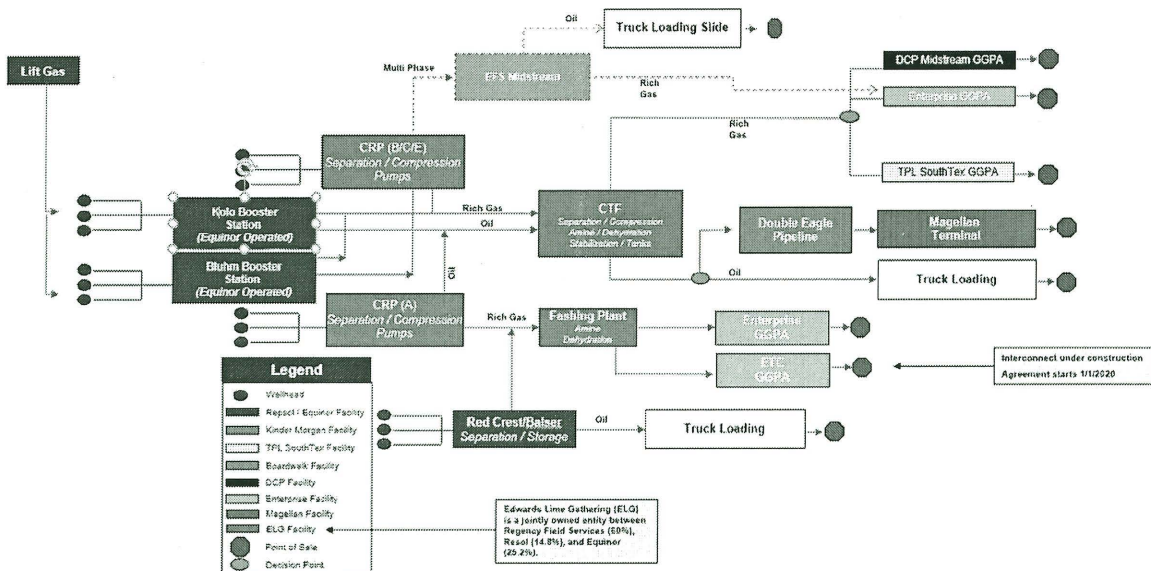 Oil
Truck Loading Slide
Lift Gas
Multi Phase
EFS Midstream
Rich
Gas
DCP Midstream GGPA
Enterprise GGPA
Rich
Gas
TPL SouthTex GGPA
CRP (B/C/E)
Separation / Compression
Pumps
Kolo Booster
Station
(Equinor Operated)
Rich Gas
Oil
CTF
Separation / Compression
Amine / Dehydration
Stabilization / Tanks
Double Eagle
Pipeline
Magellan
Terminal
Bluhm Booster
Station
(Equinor Operated)
Oil
Oil
Truck Loading
CRP (A)
Separation / Compression
Pumps
Rich Gas
Fashing Plant
Amine
Dehydration
Enterprise
GGPA
ETC
GGPA
Interconnect under construction
Agreement starts 1/1/2020
Red Crest/Balser
Separation / Storage
Oil
Truck Loading
Legend
Wellhead
Repsol / Equinor Facility
Kinder Morgan Facility
TPL SouthTex Facility
Boardwalk Facility
DCP Facility
Enterprise Facility
Magellan Facility
ELG Facility
Point of Sale
Decision Point
Edwards Lime Gathering (ELG)
is a jointly owned entity between
Regency Field Services (60%),
Resol (14.8%), and Equinor
(25.2%).